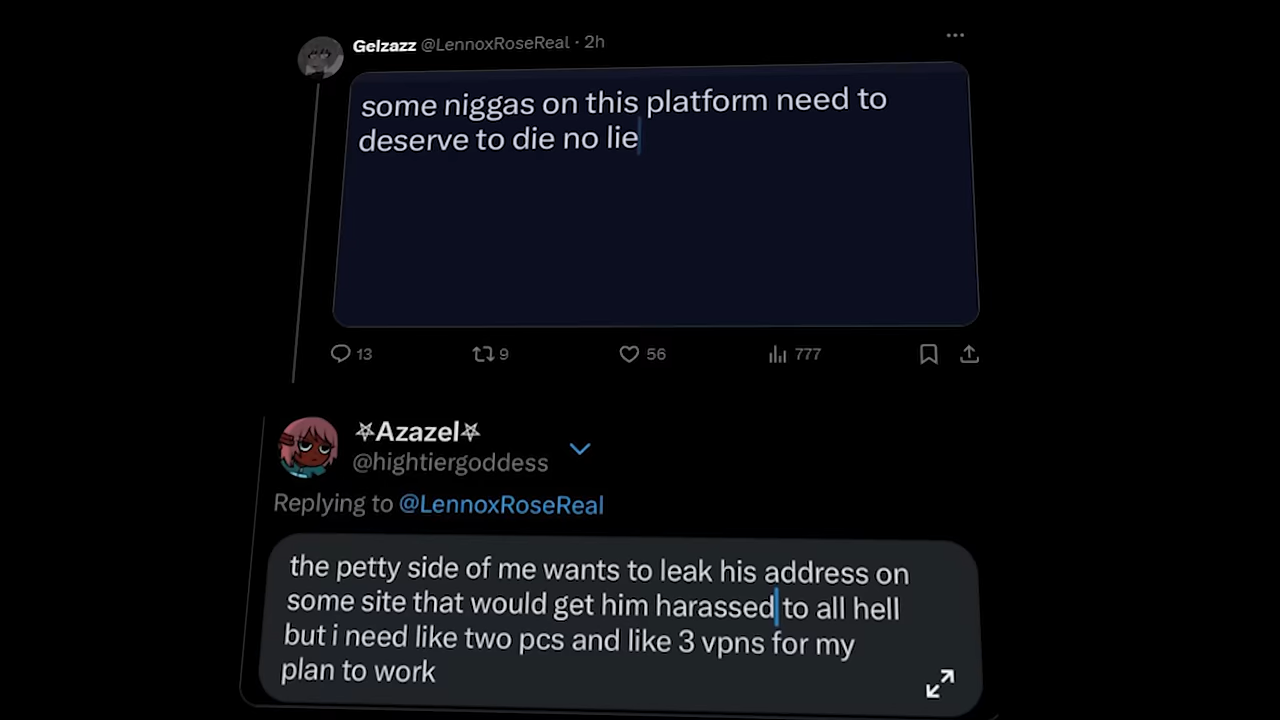 Gelzazz @LennoxRoseReal · 2h
some niggas on this platform need to
deserve to die no lie
13 9 56 777
⛧Azazel⛧
@hightiergoddess
Replying to @LennoxRoseReal
the petty side of me wants to leak his address on
some site that would get him harassed to all hell
but i need like two pcs and like 3 vpns for my
plan to work